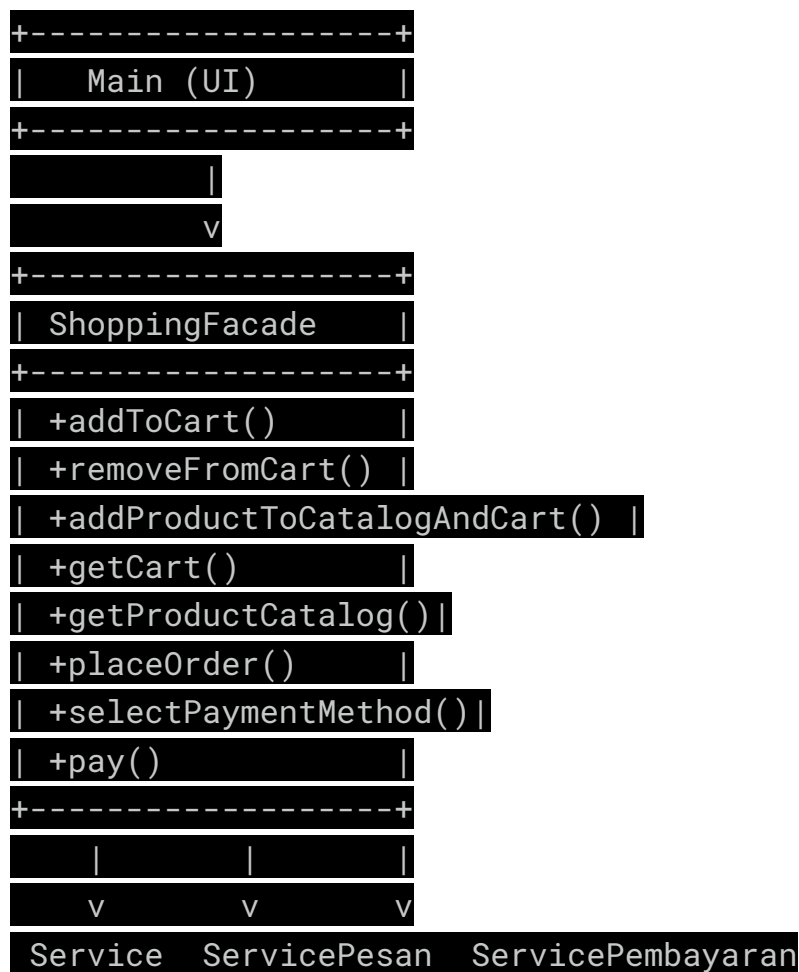 +-------------------+
|   Main (UI)       |
+-------------------+
          |
          v
+-------------------+
| ShoppingFacade    |
+-------------------+
| +addToCart()      |
| +removeFromCart() |
| +addProductToCatalogAndCart() |
| +getCart()        |
| +getProductCatalog()|
| +placeOrder()     |
| +selectPaymentMethod()|
| +pay()            |
+-------------------+
    |       |       |
    v       v       v
 Service  ServicePesan  ServicePembayaran